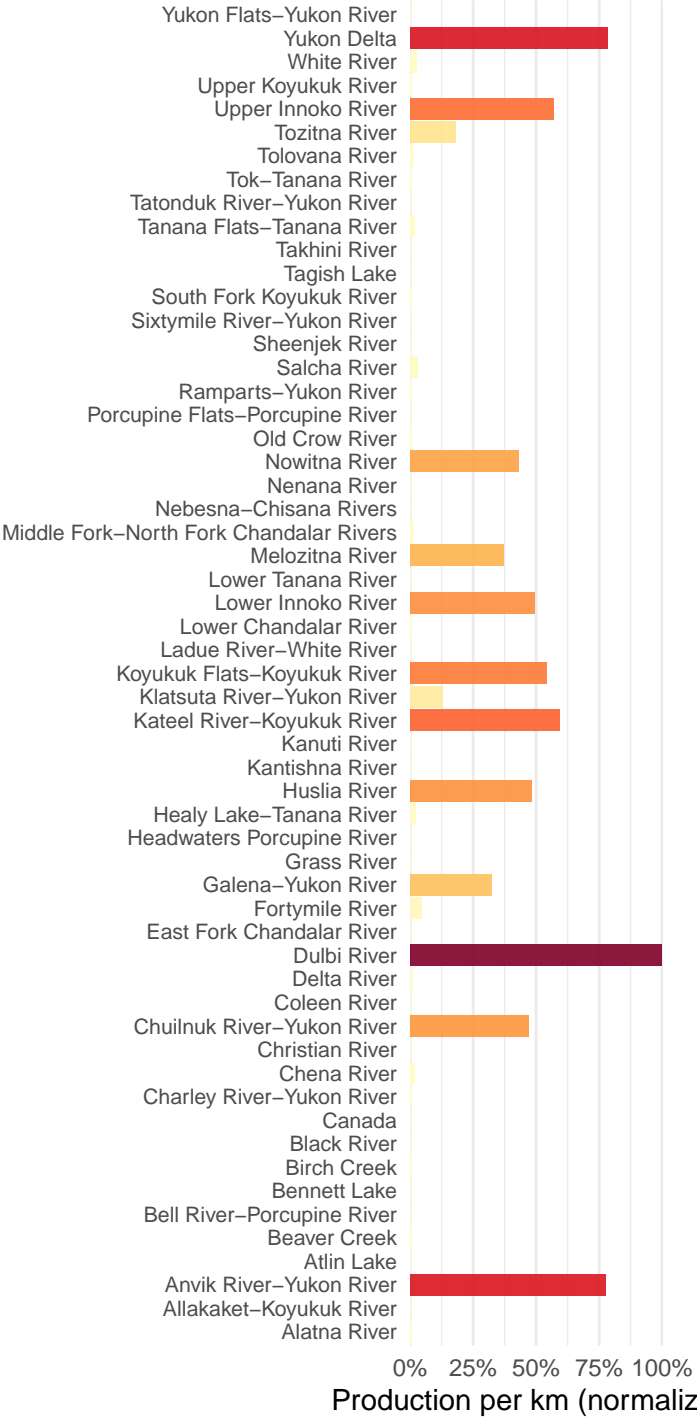 Yukon Flats−Yukon River
Yukon Delta
White River
Upper Koyukuk River
Upper Innoko River
Tozitna River
Tolovana River
Tok−Tanana River
Tatonduk River−Yukon River
Tanana Flats−Tanana River
Takhini River
Tagish Lake
South Fork Koyukuk River
Sixtymile River−Yukon River
Sheenjek River
Salcha River
Ramparts−Yukon River
Porcupine Flats−Porcupine River
Old Crow River
Nowitna River
Nenana River
Nebesna−Chisana Rivers
Middle Fork−North Fork Chandalar Rivers
Melozitna River
Lower Tanana River
Lower Innoko River
Lower Chandalar River
Ladue River−White River
Koyukuk Flats−Koyukuk River
Klatsuta River−Yukon River
Kateel River−Koyukuk River
Kanuti River
Kantishna River
Huslia River
Healy Lake−Tanana River
Headwaters Porcupine River
Grass River
Galena−Yukon River
Fortymile River
East Fork Chandalar River
Dulbi River
Delta River
Coleen River
Chuilnuk River−Yukon River
Christian River
Chena River
Charley River−Yukon River
Canada
Black River
Birch Creek
Bennett Lake
Bell River−Porcupine River
Beaver Creek
Atlin Lake
Anvik River−Yukon River
Allakaket−Koyukuk River
Alatna River
0% 25% 50% 75% 100%
Production per km (normaliz